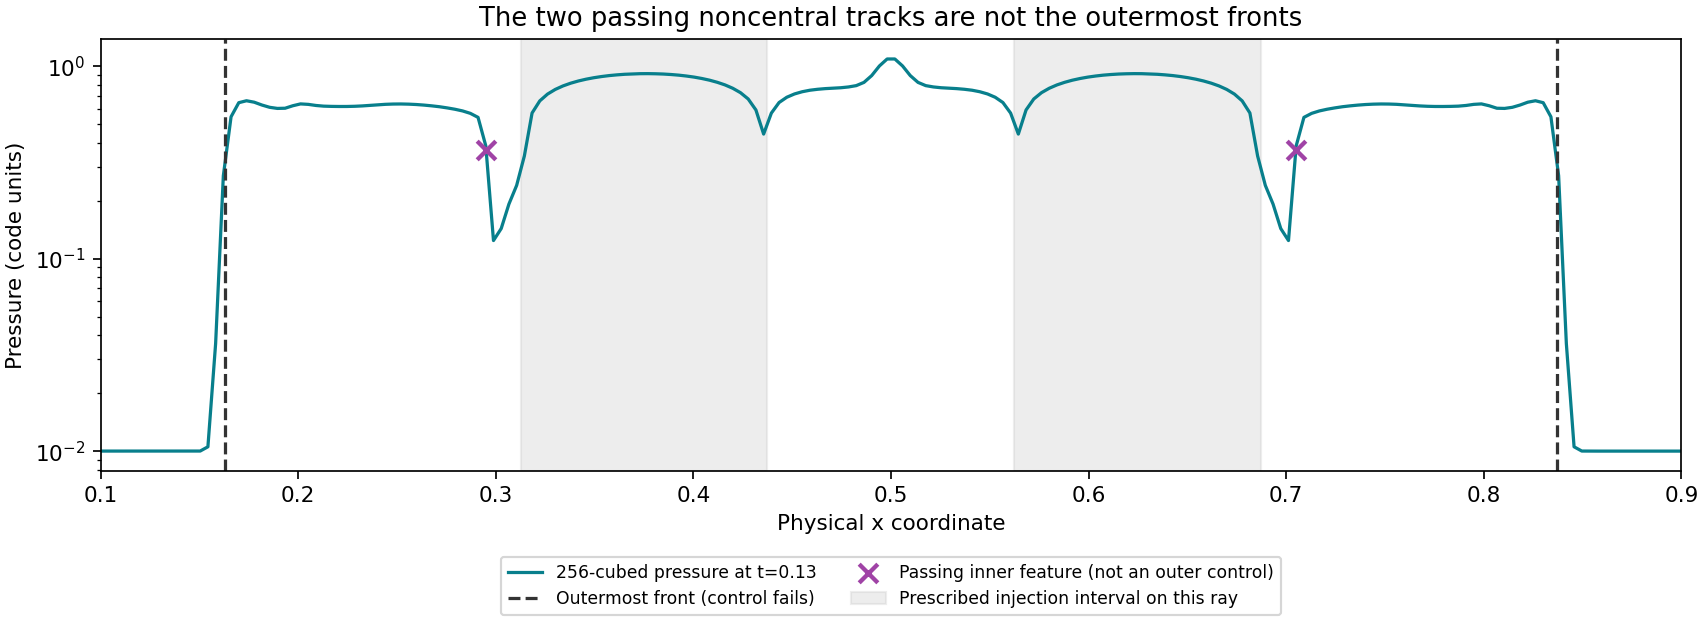 The two passing noncentral tracks are not the outermost fronts
Pressure (code units)
10⁰
10⁻¹
10⁻²
0.1 0.2 0.3 0.4 0.5 0.6 0.7 0.8 0.9
Physical x coordinate
256-cubed pressure at t=0.13
Outermost front (control fails)
Passing inner feature (not an outer control)
Prescribed injection interval on this ray